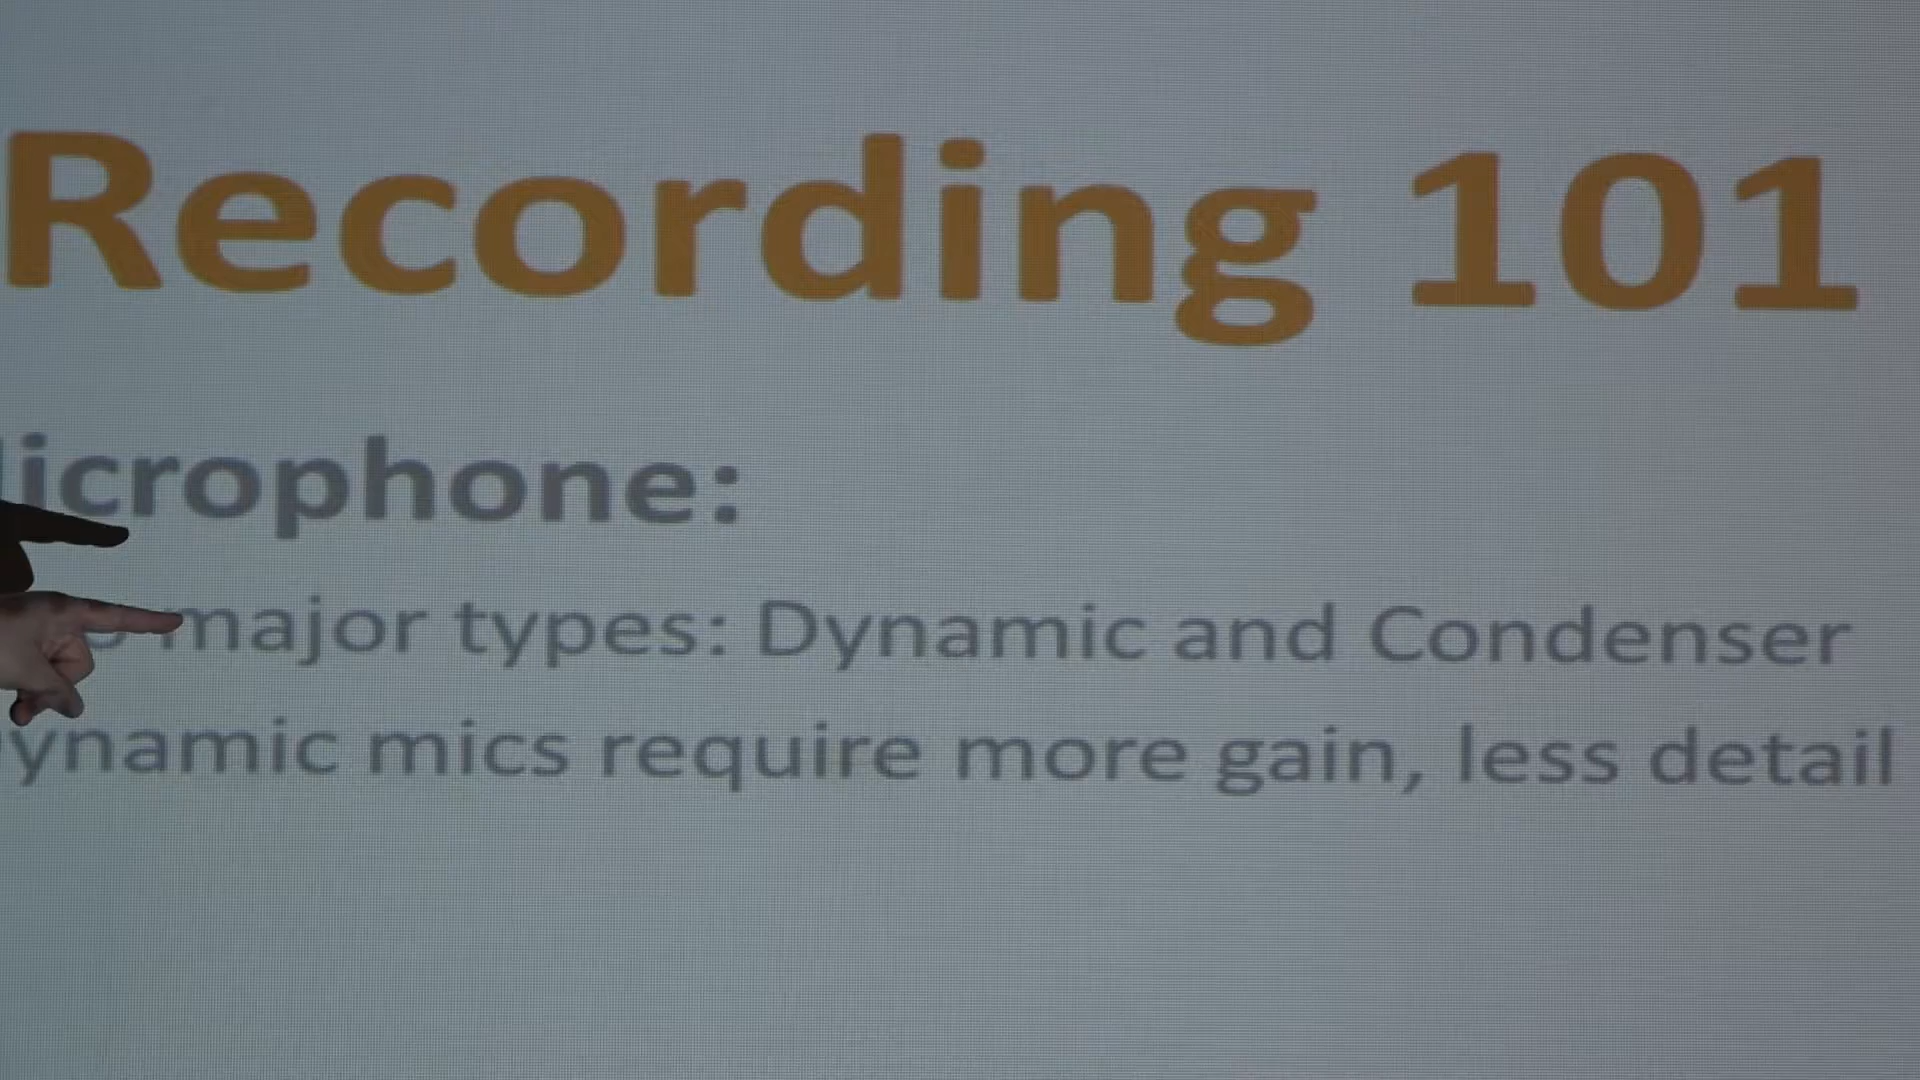 Recording 101
icrophone:
major types: Dynamic and Condenser
ynamic mics require more gain, less detail